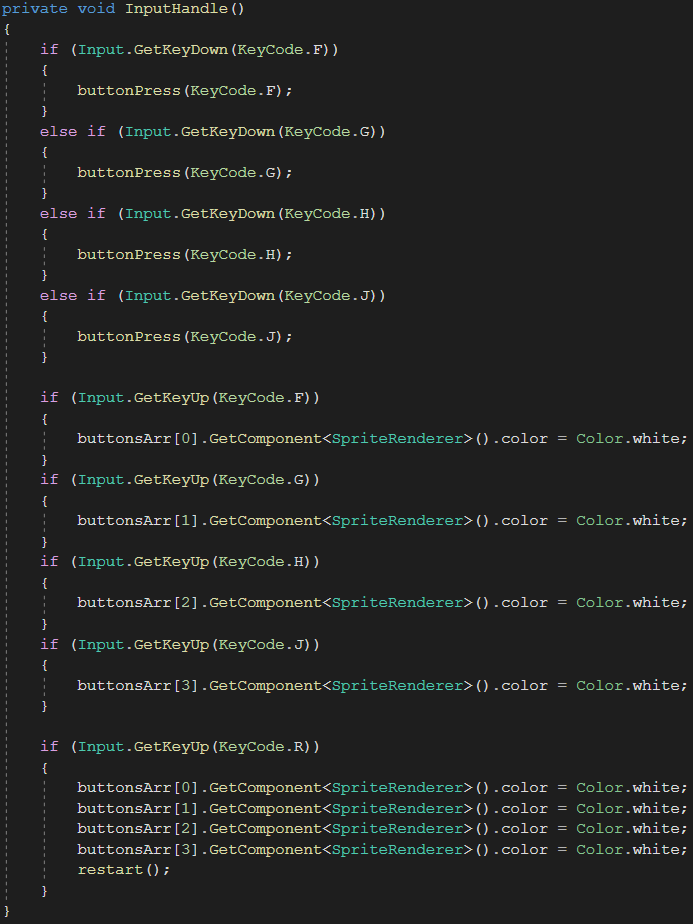 private void InputHandle()
{
    if (Input.GetKeyDown(KeyCode.F))
    {
        buttonPress(KeyCode.F);
    }
    else if (Input.GetKeyDown(KeyCode.G))
    {
        buttonPress(KeyCode.G);
    }
    else if (Input.GetKeyDown(KeyCode.H))
    {
        buttonPress(KeyCode.H);
    }
    else if (Input.GetKeyDown(KeyCode.J))
    {
        buttonPress(KeyCode.J);
    }

    if (Input.GetKeyUp(KeyCode.F))
    {
        buttonsArr[0].GetComponent<SpriteRenderer>().color = Color.white;
    }
    if (Input.GetKeyUp(KeyCode.G))
    {
        buttonsArr[1].GetComponent<SpriteRenderer>().color = Color.white;
    }
    if (Input.GetKeyUp(KeyCode.H))
    {
        buttonsArr[2].GetComponent<SpriteRenderer>().color = Color.white;
    }
    if (Input.GetKeyUp(KeyCode.J))
    {
        buttonsArr[3].GetComponent<SpriteRenderer>().color = Color.white;
    }

    if (Input.GetKeyUp(KeyCode.R))
    {
        buttonsArr[0].GetComponent<SpriteRenderer>().color = Color.white;
        buttonsArr[1].GetComponent<SpriteRenderer>().color = Color.white;
        buttonsArr[2].GetComponent<SpriteRenderer>().color = Color.white;
        buttonsArr[3].GetComponent<SpriteRenderer>().color = Color.white;
        restart();
    }
}